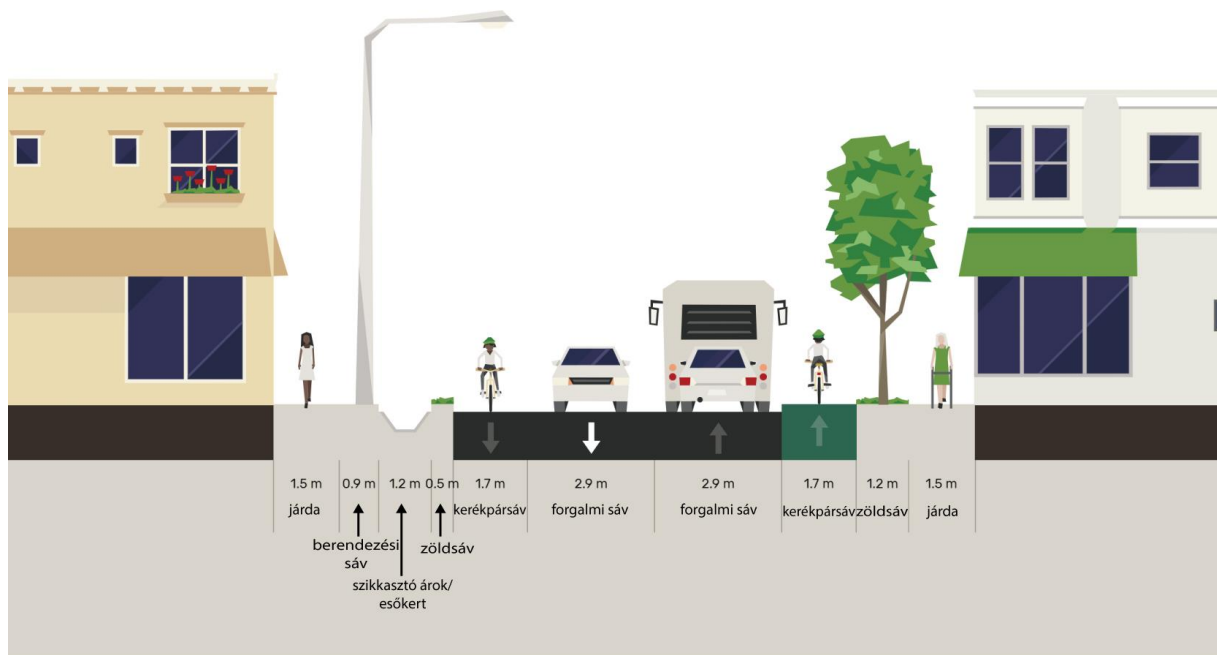 1.5 m 0.9 m 1.2 m 0.5 m 1.7 m 2.9 m 2.9 m 1.7 m 1.2 m 1.5 m
járda kerékpársáv forgalmi sáv forgalmi sáv kerékpársáv zöldsáv járda
berendezési
sáv
zöldsáv
szikkasztó árok/
esőkert